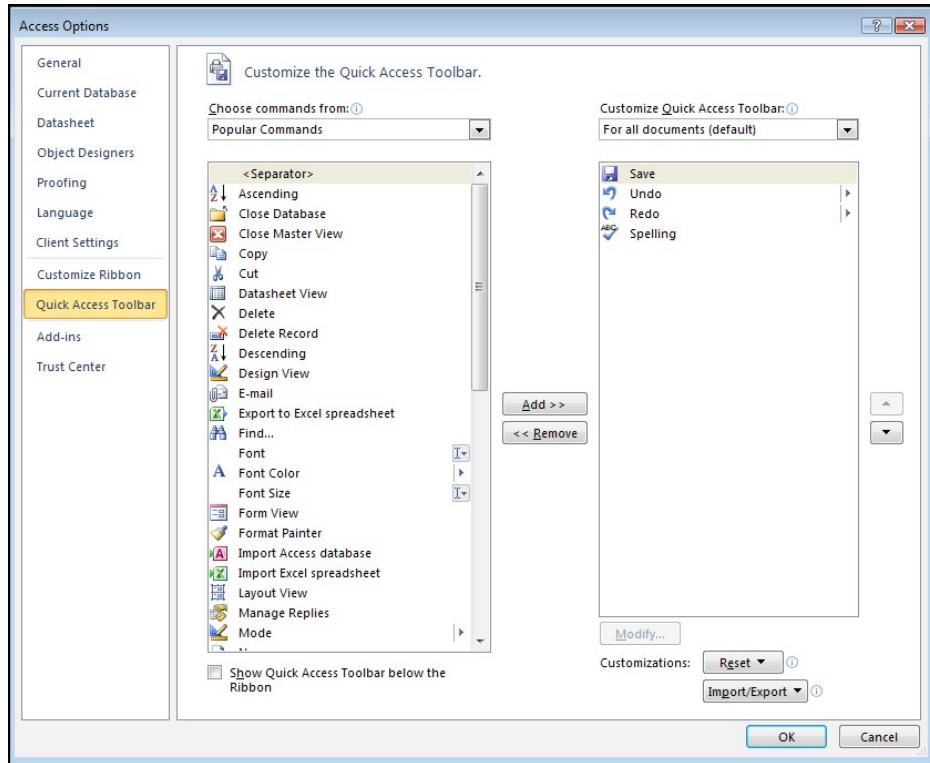 Access Options
General
Current Database
Datasheet
Object Designers
Proofing
Language
Client Settings
Customize Ribbon
Quick Access Toolbar
Add-ins
Trust Center
Customize the Quick Access Toolbar.
Choose commands from:
Popular Commands
<Separator>
Ascending
Close Database
Close Master View
Copy
Cut
Datasheet View
Delete
Delete Record
Descending
Design View
E-mail
Export to Excel spreadsheet
Find...
Font
Font Color
Font Size
Form View
Format Painter
Import Access database
Import Excel spreadsheet
Layout View
Manage Replies
Mode
Show Quick Access Toolbar below the
Ribbon
Add >>
<< Remove
Customize Quick Access Toolbar:
For all documents (default)
Save
Undo
Redo
Spelling
Modify...
Customizations:
Reset
Import/Export
OK
Cancel